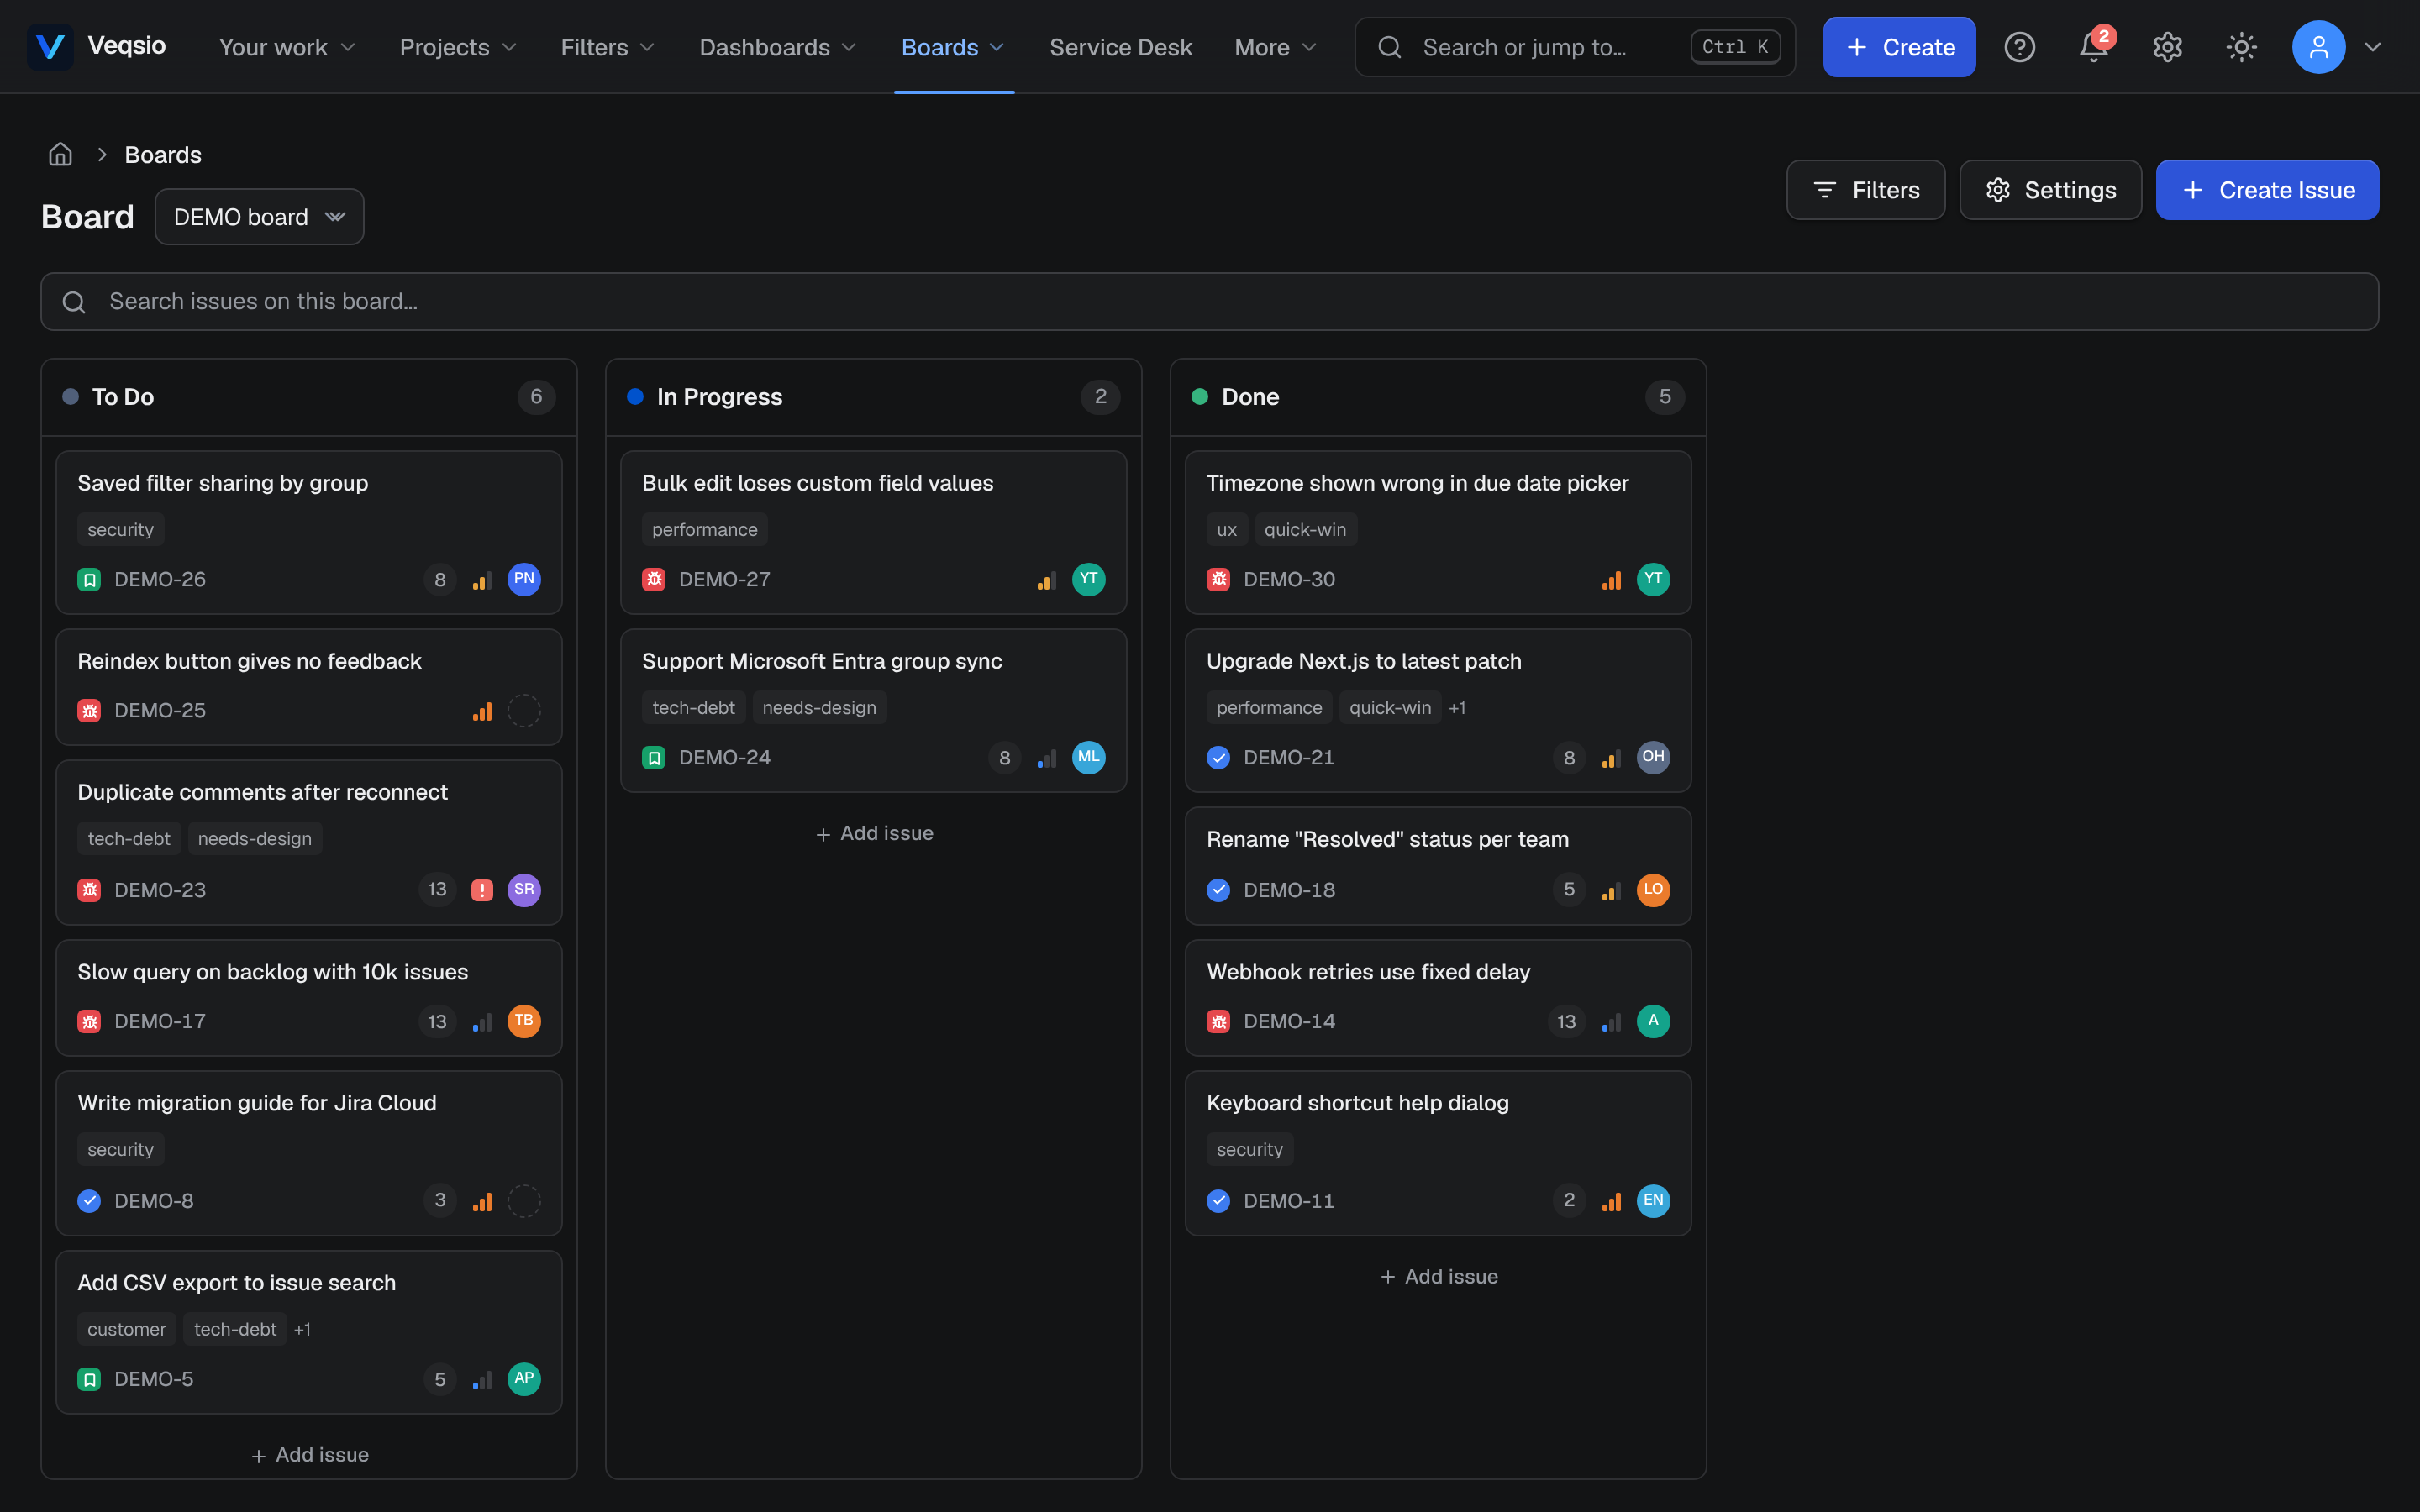 Veqsio
Your work
Projects
Filters
Dashboards
Boards
Service Desk
More
Search or jump to...
Ctrl K
Create
2
Boards
Board
DEMO board
Filters
Settings
Create Issue
Search issues on this board...
To Do
6
Saved filter sharing by group
security
DEMO-26
8
PN
Reindex button gives no feedback
DEMO-25
Duplicate comments after reconnect
tech-debt needs-design
DEMO-23
13
SR
Slow query on backlog with 10k issues
DEMO-17
13
TB
Write migration guide for Jira Cloud
security
DEMO-8
3
Add CSV export to issue search
customer tech-debt +1
DEMO-5
5
AP
Add issue
In Progress
2
Bulk edit loses custom field values
performance
DEMO-27
YT
Support Microsoft Entra group sync
tech-debt needs-design
DEMO-24
8
ML
Add issue
Done
5
Timezone shown wrong in due date picker
ux quick-win
DEMO-30
YT
Upgrade Next.js to latest patch
performance quick-win +1
DEMO-21
8
OH
Rename "Resolved" status per team
DEMO-18
5
LO
Webhook retries use fixed delay
DEMO-14
13
A
Keyboard shortcut help dialog
security
DEMO-11
2
EN
Add issue